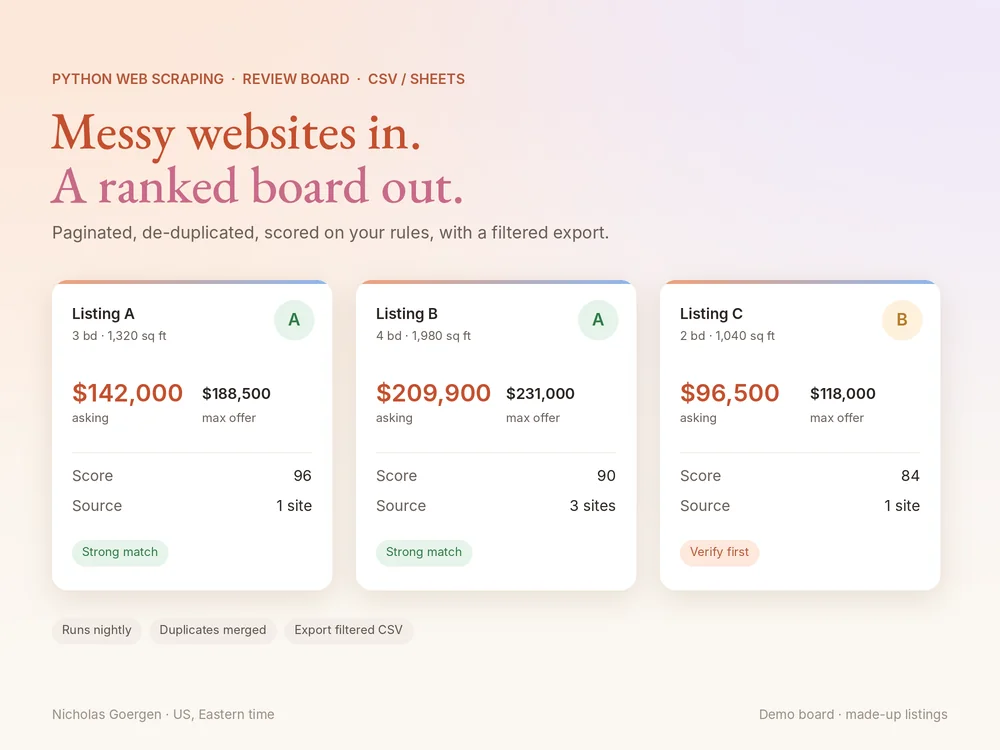 PYTHON WEB SCRAPING · REVIEW BOARD · CSV / SHEETS
Messy websites in.
A ranked board out.
Paginated, de-duplicated, scored on your rules, with a filtered export.
Listing A
A
3 bd · 1,320 sq ft
$142,000
$188,500
asking
max offer
Score
96
Source
1 site
Strong match
Listing B
A
4 bd · 1,980 sq ft
$209,900
$231,000
asking
max offer
Score
90
Source
3 sites
Strong match
Listing C
B
2 bd · 1,040 sq ft
$96,500
$118,000
asking
max offer
Score
84
Source
1 site
Verify first
Runs nightly
Duplicates merged
Export filtered CSV
Nicholas Goergen · US, Eastern time
Demo board · made-up listings